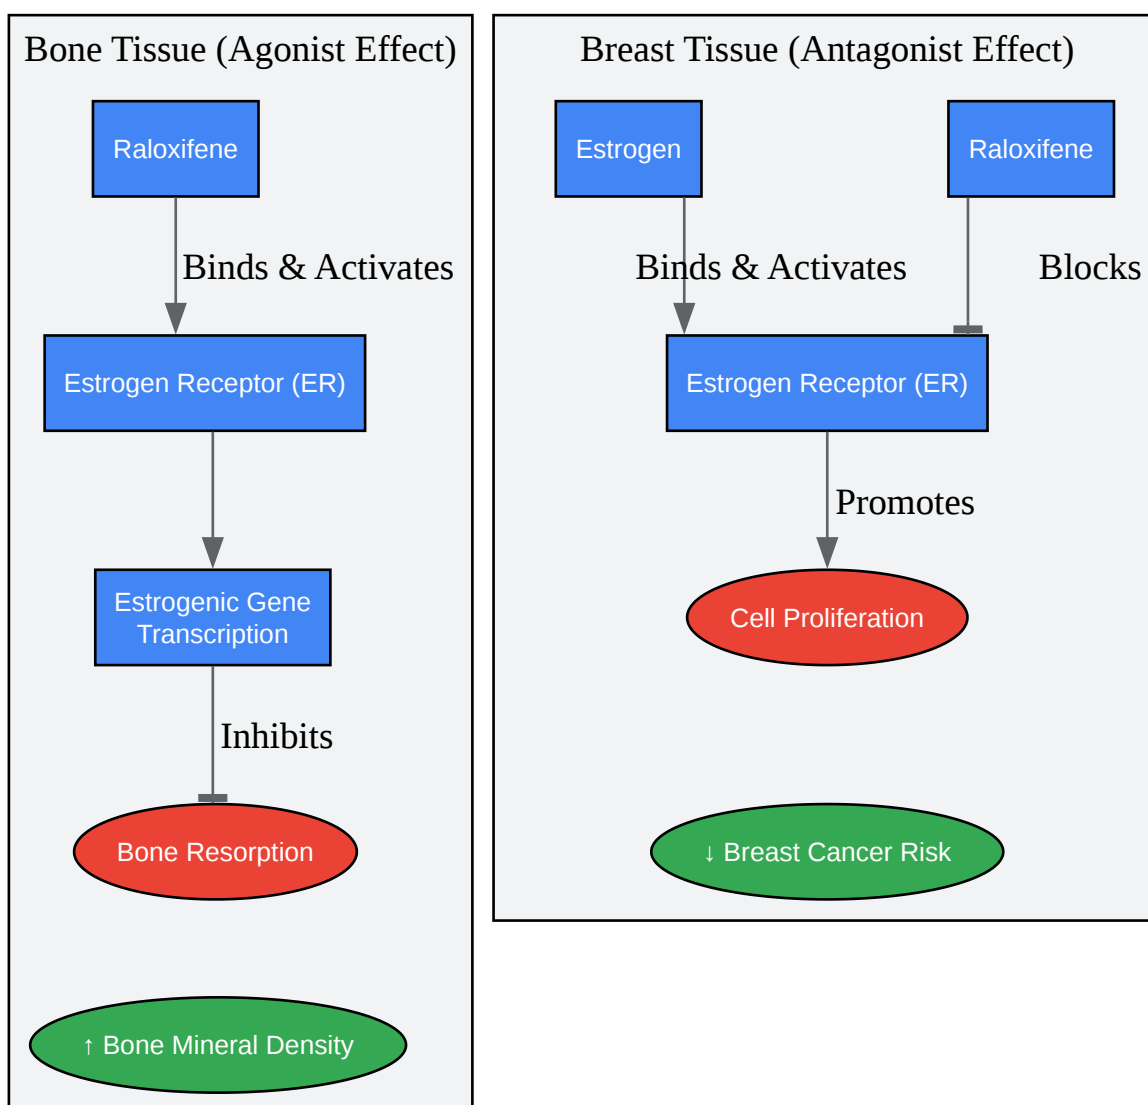 Bone Tissue (Agonist Effect)
Raloxifene
Binds & Activates
Estrogen Receptor (ER)
Estrogenic Gene
Transcription
Inhibits
Bone Resorption
↑ Bone Mineral Density
Breast Tissue (Antagonist Effect)
Estrogen
Raloxifene
Binds & Activates
Blocks
Estrogen Receptor (ER)
Promotes
Cell Proliferation
↓ Breast Cancer Risk